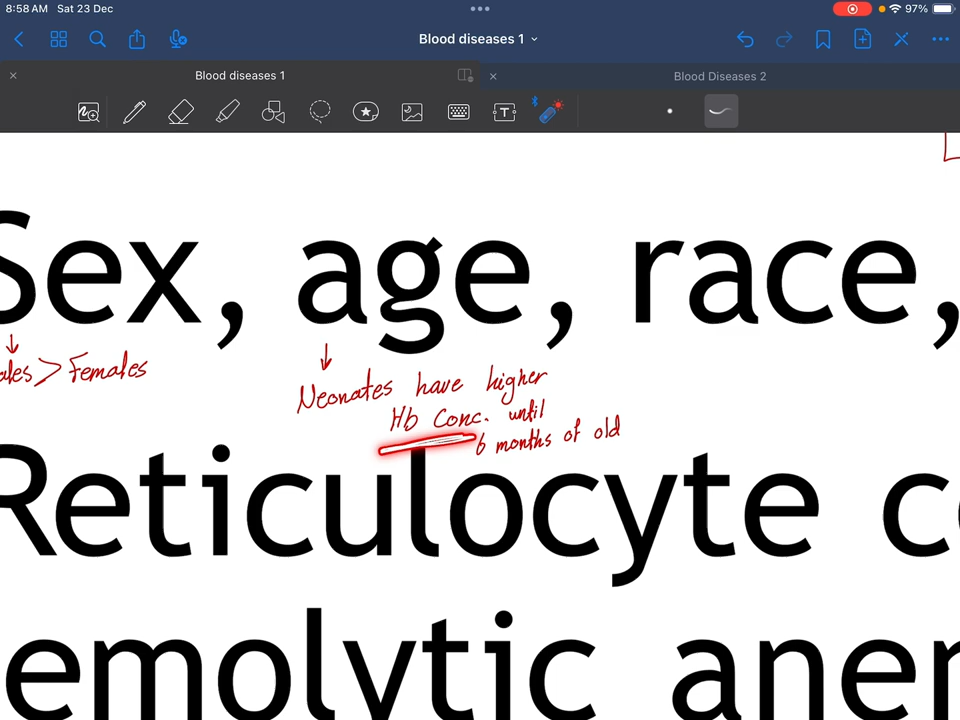 8:58 AM Sat 23 Dec
97%
Blood diseases 1
Blood diseases 1
Blood Diseases 2
T
Sex, age, race,
ales > Females
Neonates have higher
Hb Conc. until
6 months of old
Reticulocyte c
emolytic aner